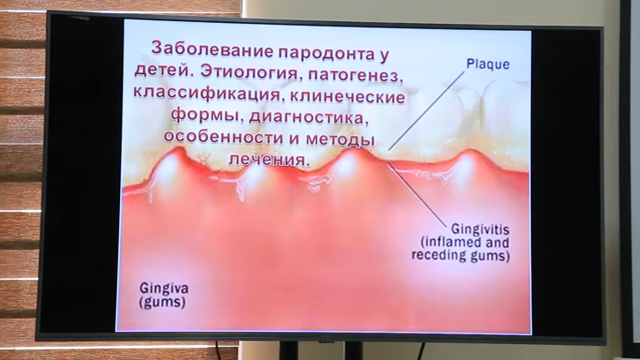 Заболевание пародонта у
детей. Этиология, патогенез,
классификация, клинеческие
формы, диагностика,
особенности и методы
лечения.
Plaque
Gingivitis
(inflamed and
receding gums)
Gingiva
(gums)